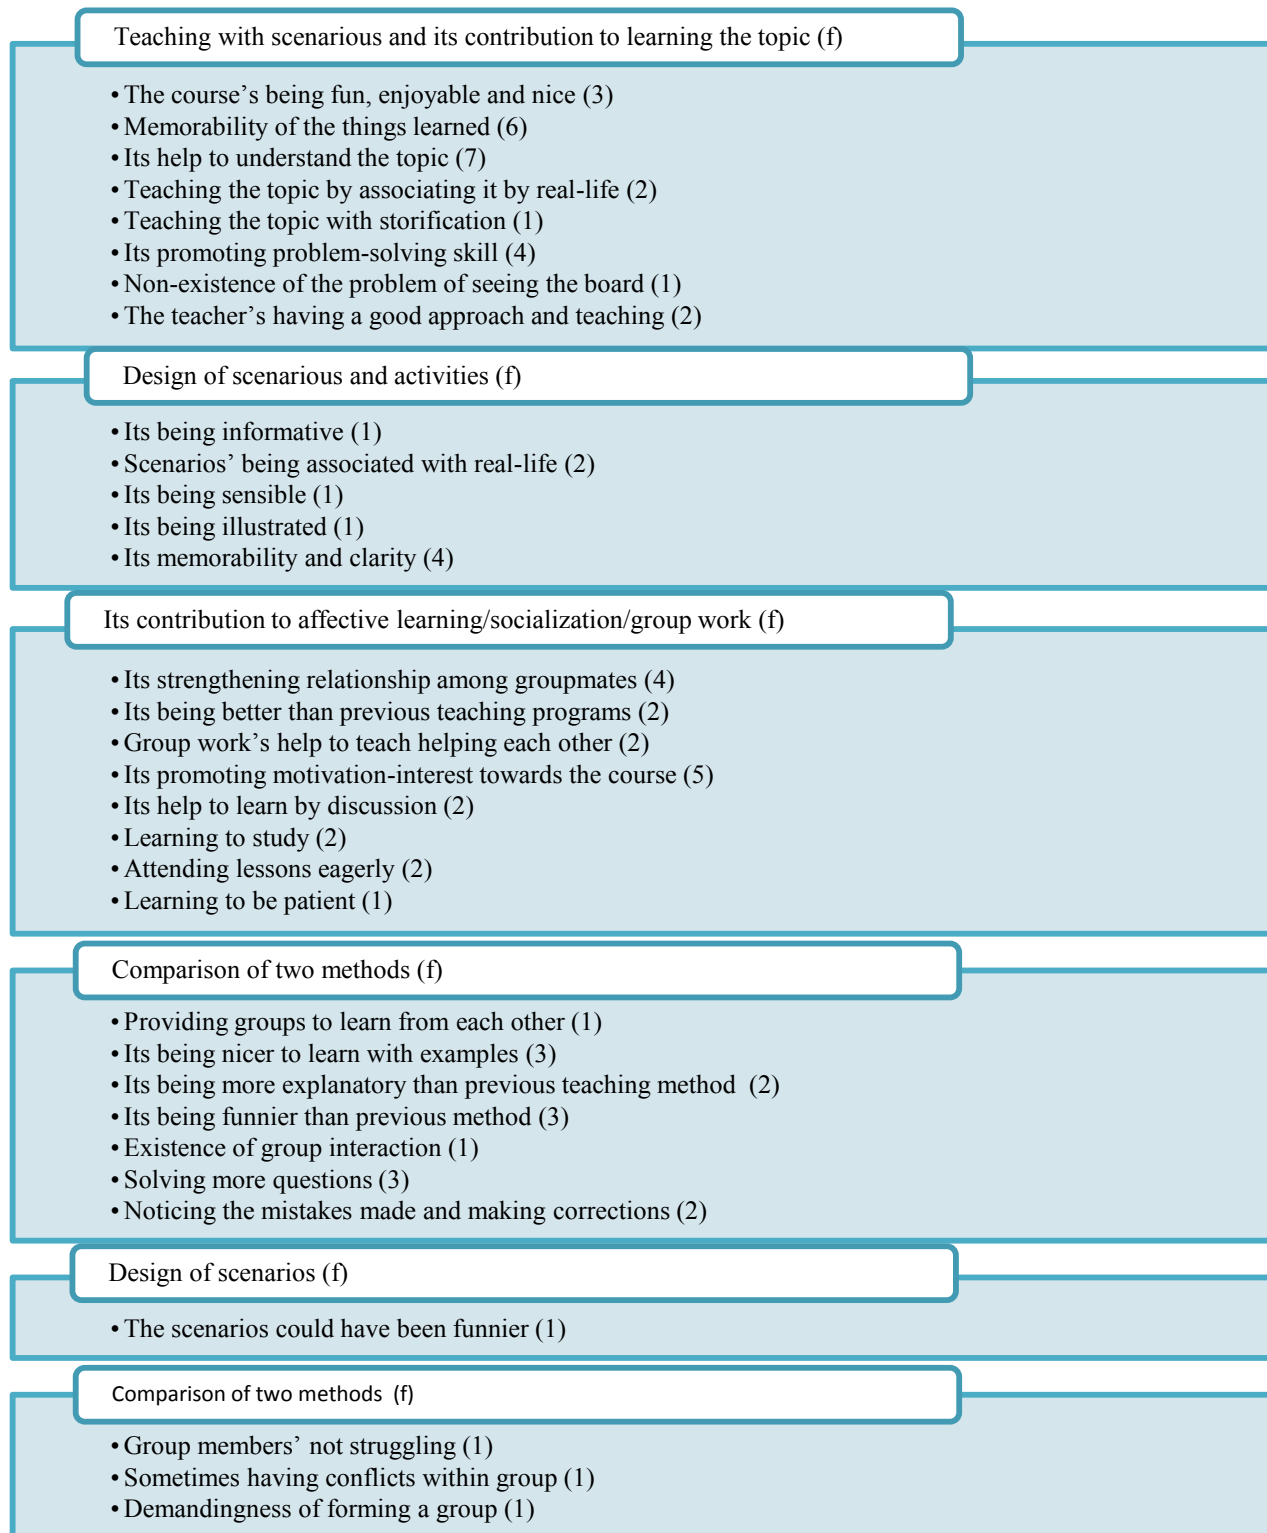 Teaching with scenarious and its contribution to learning the topic (f)
• The course’s being fun, enjoyable and nice (3)
• Memorability of the things learned (6)
• Its help to understand the topic (7)
• Teaching the topic by associating it by real-life (2)
• Teaching the topic with storification (1)
• Its promoting problem-solving skill (4)
• Non-existence of the problem of seeing the board (1)
• The teacher’s having a good approach and teaching (2)
Design of scenarious and activities (f)
• Its being informative (1)
• Scenarios’ being associated with real-life (2)
• Its being sensible (1)
• Its being illustrated (1)
• Its memorability and clarity (4)
Its contribution to affective learning/socialization/group work (f)
• Its strengthening relationship among groupmates (4)
• Its being better than previous teaching programs (2)
• Group work’s help to teach helping each other (2)
• Its promoting motivation-interest towards the course (5)
• Its help to learn by discussion (2)
• Learning to study (2)
• Attending lessons eagerly (2)
• Learning to be patient (1)
Comparison of two methods (f)
• Providing groups to learn from each other (1)
• Its being nicer to learn with examples (3)
• Its being more explanatory than previous teaching method (2)
• Its being funnier than previous method (3)
• Existence of group interaction (1)
• Solving more questions (3)
• Noticing the mistakes made and making corrections (2)
Design of scenarios (f)
• The scenarios could have been funnier (1)
Comparison of two methods (f)
• Group members’ not struggling (1)
• Sometimes having conflicts within group (1)
• Demandingness of forming a group (1)